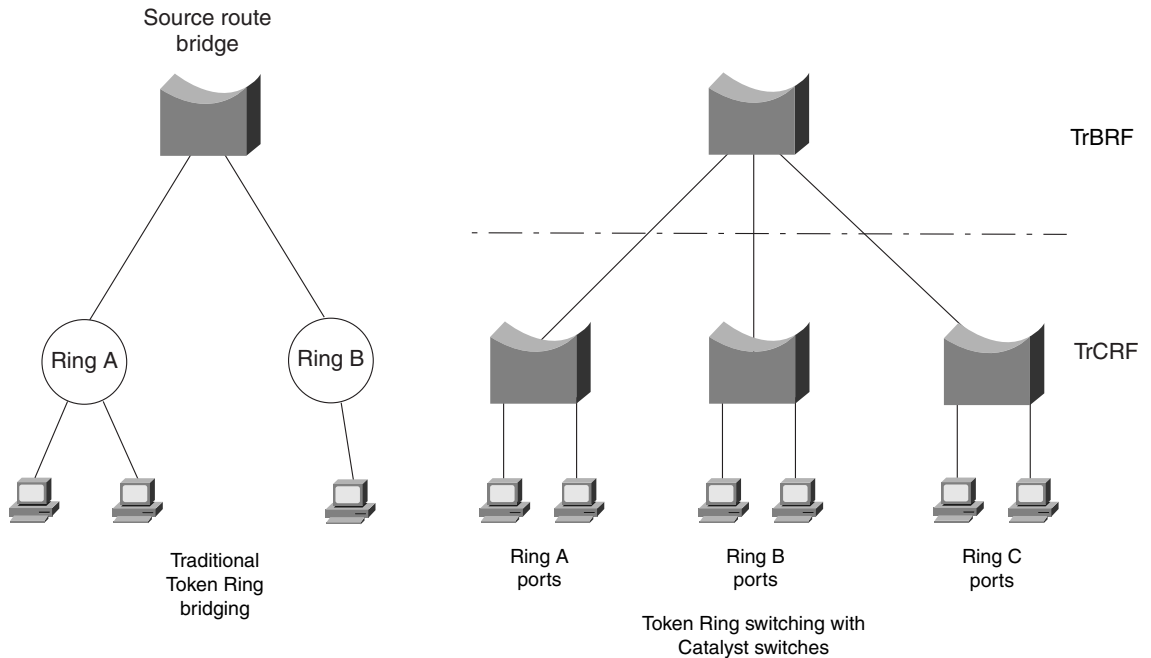 Source route
bridge
Ring A
Ring B
Traditional
Token Ring
bridging
TrBRF
TrCRF
Ring A
ports
Ring B
ports
Ring C
ports
Token Ring switching with
Catalyst switches